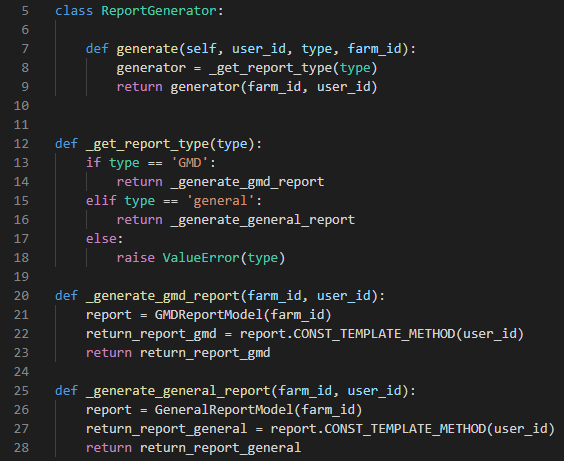 5 class ReportGenerator:
6
7     def generate(self, user_id, type, farm_id):
8         generator = _get_report_type(type)
9         return generator(farm_id, user_id)
10
11
12 def _get_report_type(type):
13     if type == 'GMD':
14         return _generate_gmd_report
15     elif type == 'general':
16         return _generate_general_report
17     else:
18         raise ValueError(type)
19
20 def _generate_gmd_report(farm_id, user_id):
21     report = GMDReportModel(farm_id)
22     return_report_gmd = report.CONST_TEMPLATE_METHOD(user_id)
23     return return_report_gmd
24
25 def _generate_general_report(farm_id, user_id):
26     report = GeneralReportModel(farm_id)
27     return_report_general = report.CONST_TEMPLATE_METHOD(user_id)
28     return return_report_general